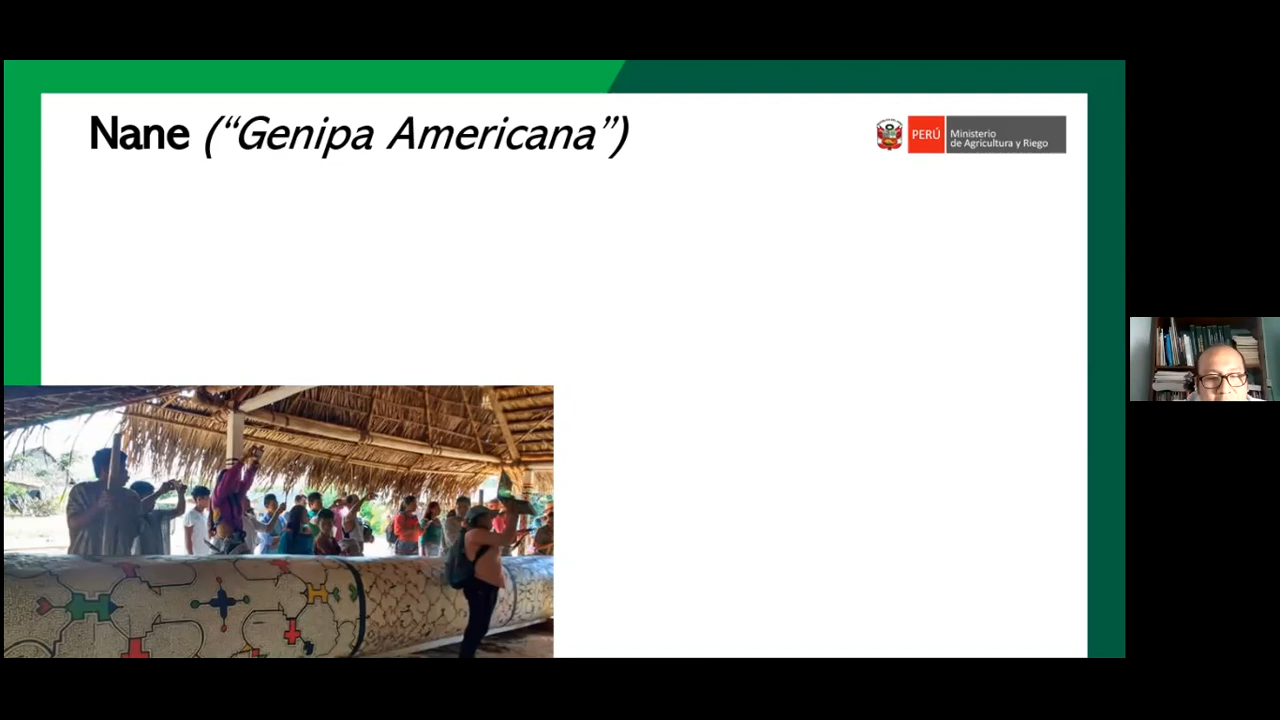 Nane (“Genipa Americana”)
PERÚ
Ministerio
de Agricultura y Riego